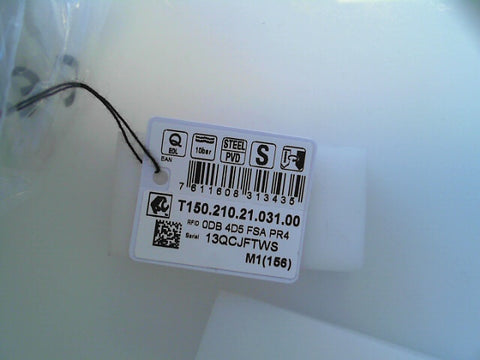 Q EOL 10bar STEEL PVD S
EAN
7611608313435
T150.210.21.031.00
RFID 0DB 4D5 FSA PR4
Serial 13QCJFTWS
M1(156)